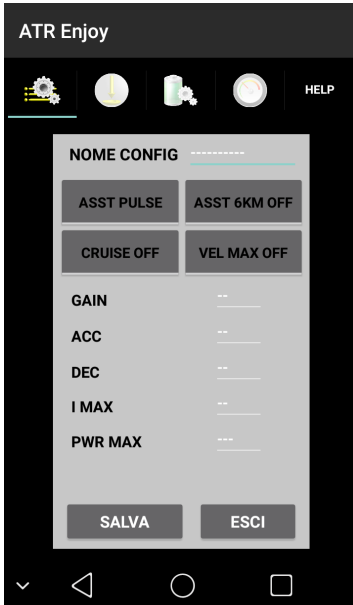 ATR Enjoy
HELP
NOME CONFIG ----------
ASST PULSE ASST 6KM OFF
CRUISE OFF VEL MAX OFF
GAIN --
ACC --
DEC --
I MAX --
PWR MAX ---
SALVA ESCI